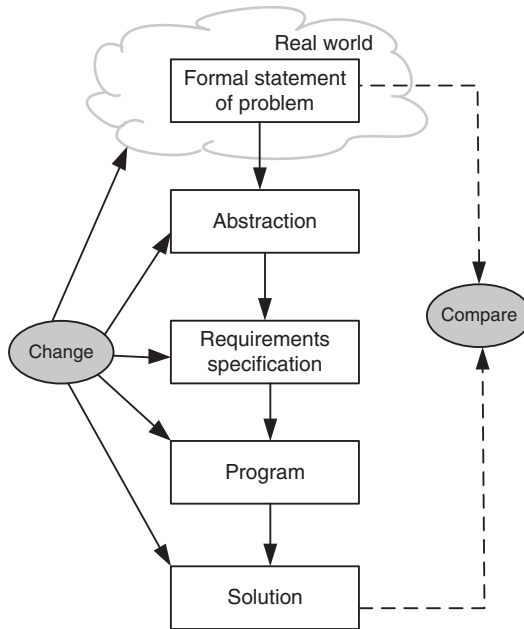 Real world
Formal statement
of problem
Abstraction
Compare
Requirements
specification
Change
Program
Solution